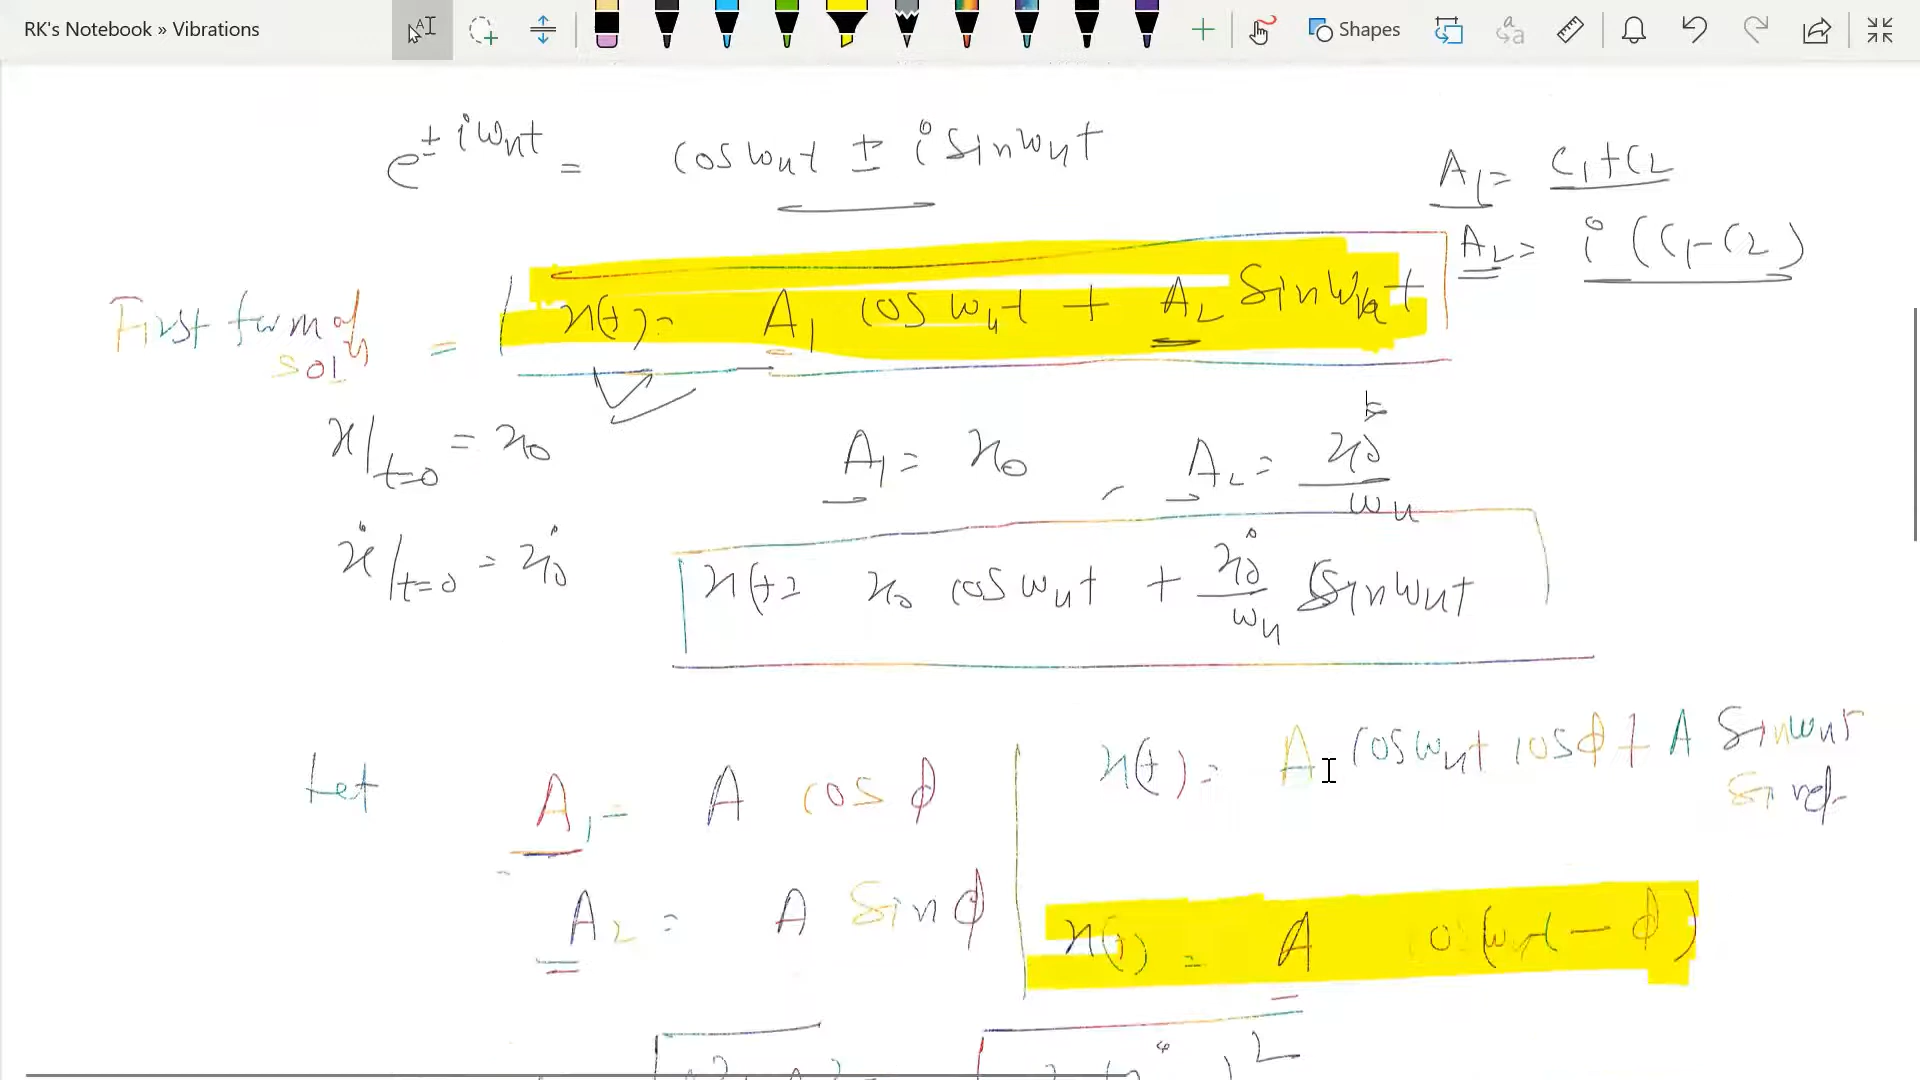 RK's Notebook » Vibrations
Shapes
e^{± iωnt} = cos ωnt ± i sin ωnt
A1 = C1 + C2
A2 = i (C1 - C2)
First form of soln = x(t) = A1 cos ωnt + A2 sin ωnt
x|t=0 = x0
A1 = x0 , A2 = ẋ0/ωn
ẋ|t=0 = ẋ0
x(t) = x0 cos ωnt + ẋ0/ωn sin ωnt
Let
A1 = A cos ϕ
A2 = A sin ϕ
x(t) = A cos ωnt cos ϕ + A sin ωnt
sin ϕ
x(t) = A cos(ωnt - ϕ)